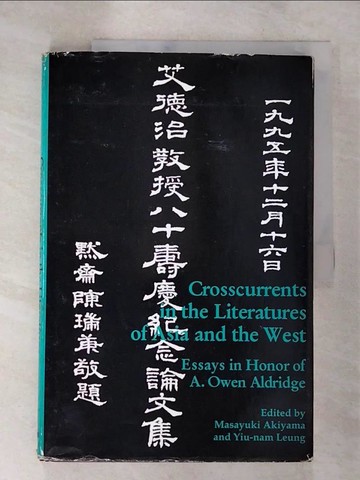 一九九五年十二月十六日
艾德治教授八十壽慶紀念論文集
默齋陳瑞英敬題
Crosscurrents
in the Literatures
of Asia and the West
Essays in Honor of
A. Owen Aldridge
Edited by
Masayuki Akiyama
and Yiu-nam Leung